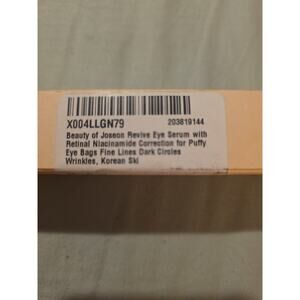 X004LLGN79 203819144
Beauty of Joseon Revive Eye Serum with
Retinal Niacinamide Correction for Puffy
Eye Bags Fine Lines Dark Circles
Wrinkles, Korean Ski